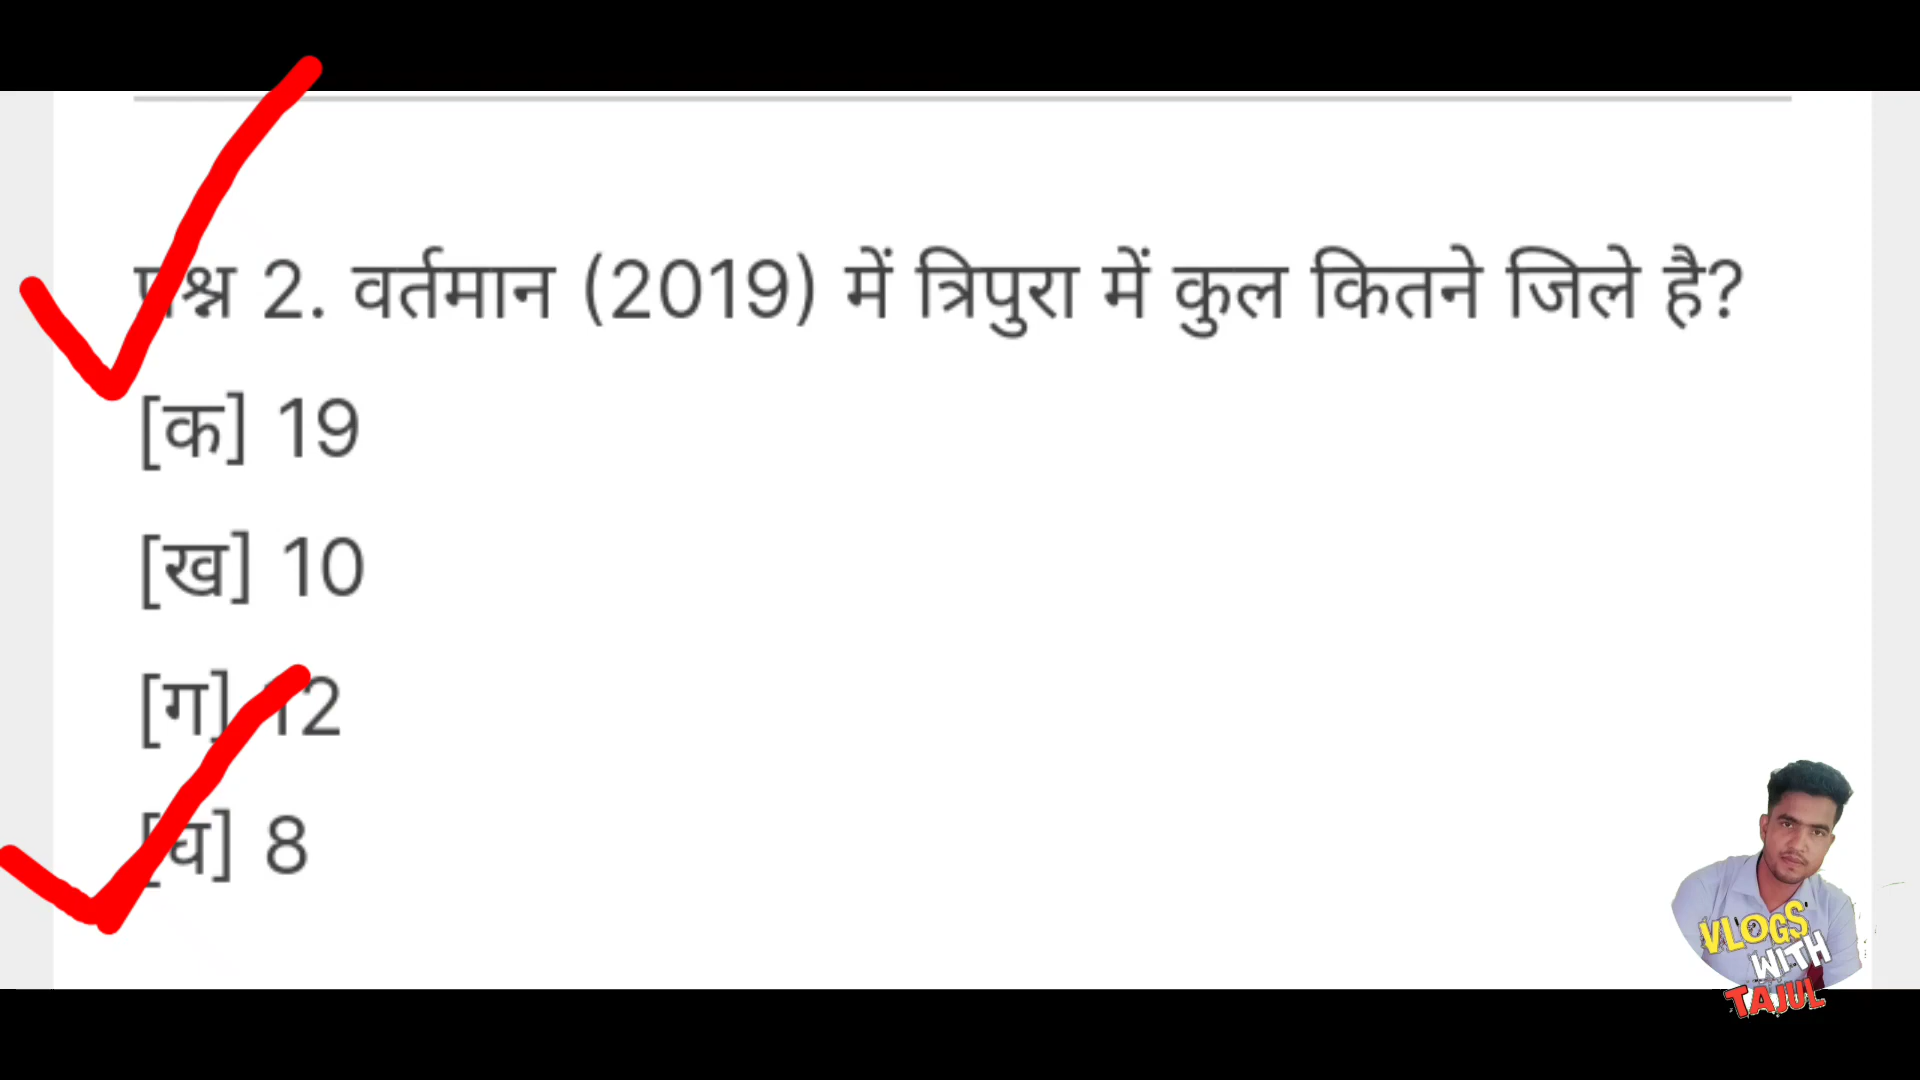 प्रश्न 2. वर्तमान (2019) में त्रिपुरा में कुल कितने जिले है?
[क] 19
[ख] 10
[ग] 12
[घ] 8
VLOGS
WITH
TAJUL